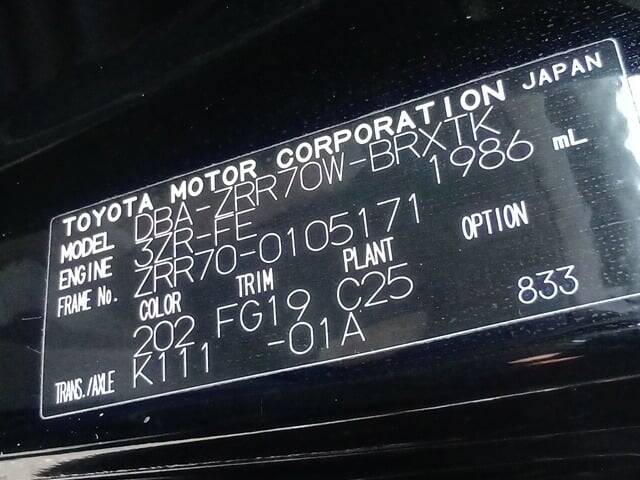 TOYOTA MOTOR CORPORATION JAPAN
MODEL DBA-ZRR70W-BRXTK
ENGINE 3ZR-FE 1986 mL
FRAME No. ZRR70-0105171
COLOR TRIM PLANT OPTION
202 FG19 C25 833
TRANS./AXLE K111 -01A